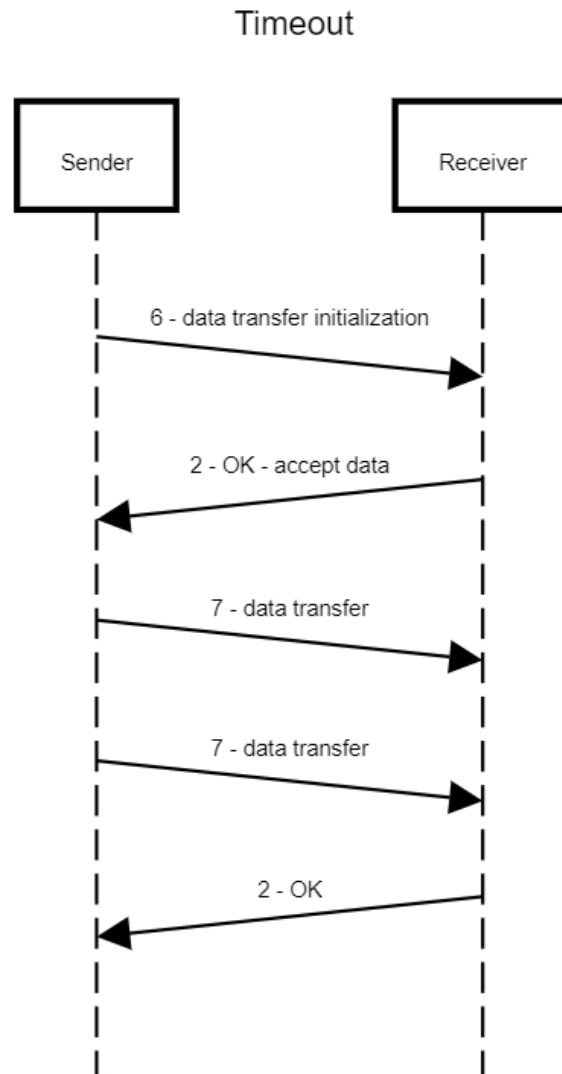 Timeout
Sender
Receiver
6 - data transfer initialization
2 - OK - accept data
7 - data transfer
7 - data transfer
2 - OK